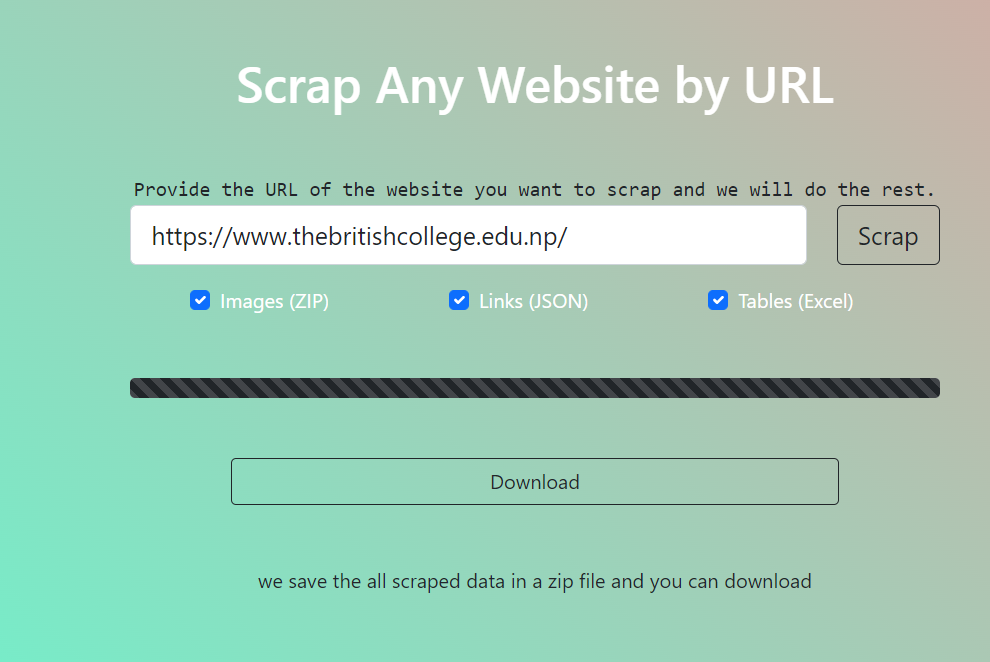 Scrap Any Website by URL
Provide the URL of the website you want to scrap and we will do the rest.
https://www.thebritishcollege.edu.np/
Scrap
Images (ZIP)
Links (JSON)
Tables (Excel)
Download
we save the all scraped data in a zip file and you can download